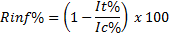 Rinf% = (1 − It%/Ic%) x 100